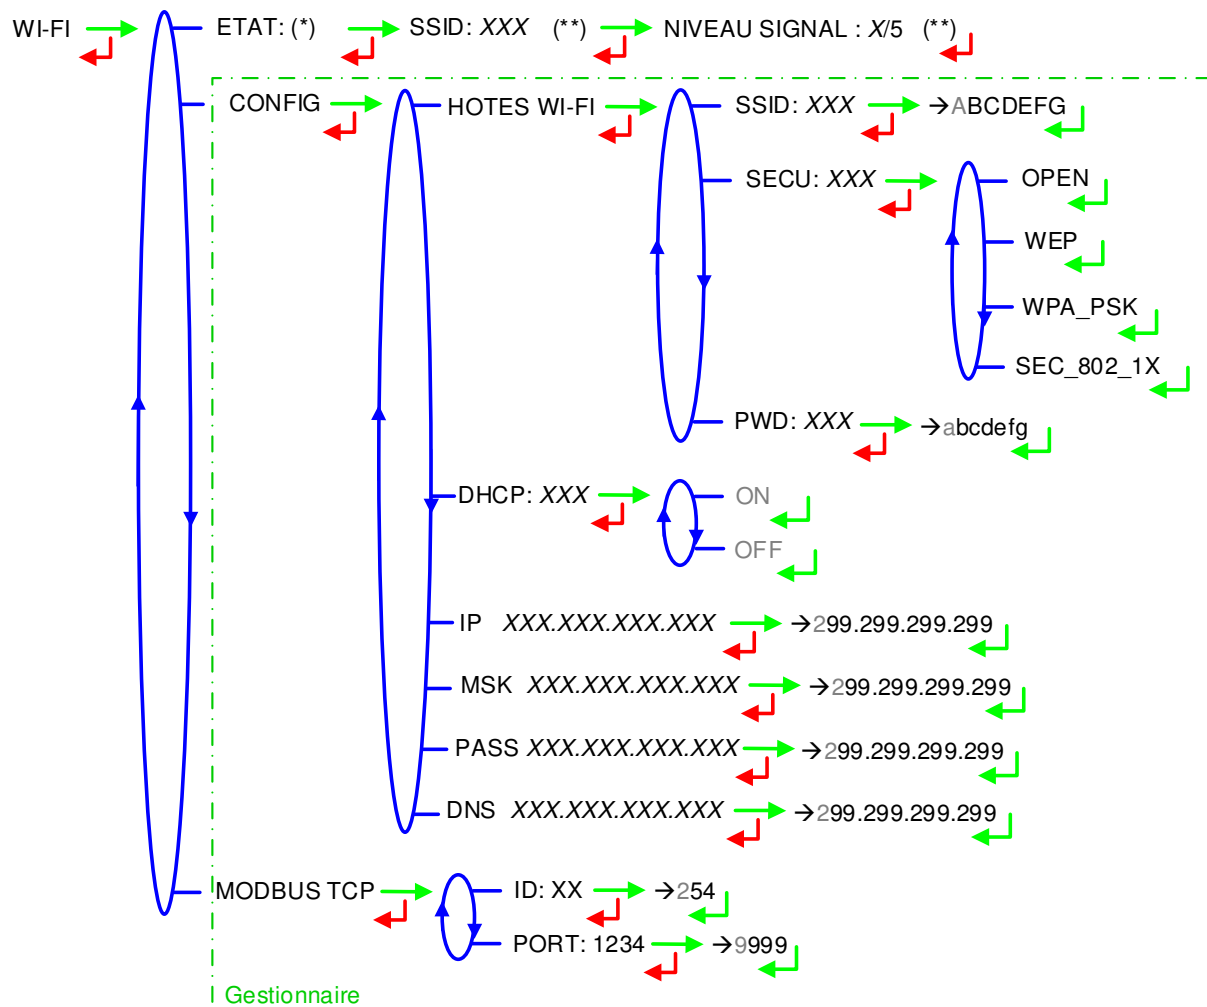 WI-FI ETAT: (*) SSID: XXX (**) NIVEAU SIGNAL : X/5 (**)
CONFIG HOTES WI-FI SSID: XXX →ABCDEFG
SECU: XXX OPEN
WEP
WPA_PSK
SEC_802_1X
PWD: XXX →abcdefg
DHCP: XXX ON
OFF
IP XXX.XXX.XXX.XXX →299.299.299.299
MSK XXX.XXX.XXX.XXX →299.299.299.299
PASS XXX.XXX.XXX.XXX →299.299.299.299
DNS XXX.XXX.XXX.XXX →299.299.299.299
MODBUS TCP ID: XX →254
PORT: 1234 →9999
Gestionnaire